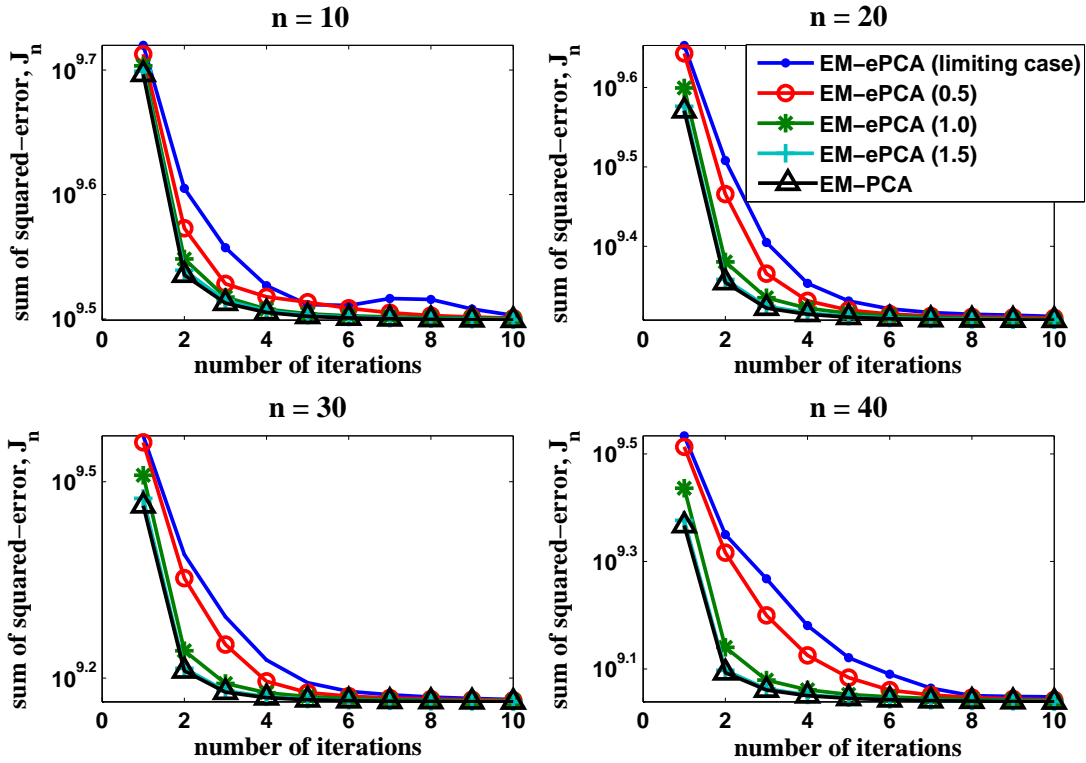 n = 10
sum of squared−error, J_n
10^9.7
10^9.6
10^9.5
0 2 4 6 8 10
number of iterations
n = 20
sum of squared−error, J_n
10^9.6
10^9.5
10^9.4
0 2 4 6 8 10
number of iterations
EM−ePCA (limiting case)
EM−ePCA (0.5)
EM−ePCA (1.0)
EM−ePCA (1.5)
EM−PCA
n = 30
sum of squared−error, J_n
10^9.5
10^9.2
0 2 4 6 8 10
number of iterations
n = 40
sum of squared−error, J_n
10^9.5
10^9.3
10^9.1
0 2 4 6 8 10
number of iterations